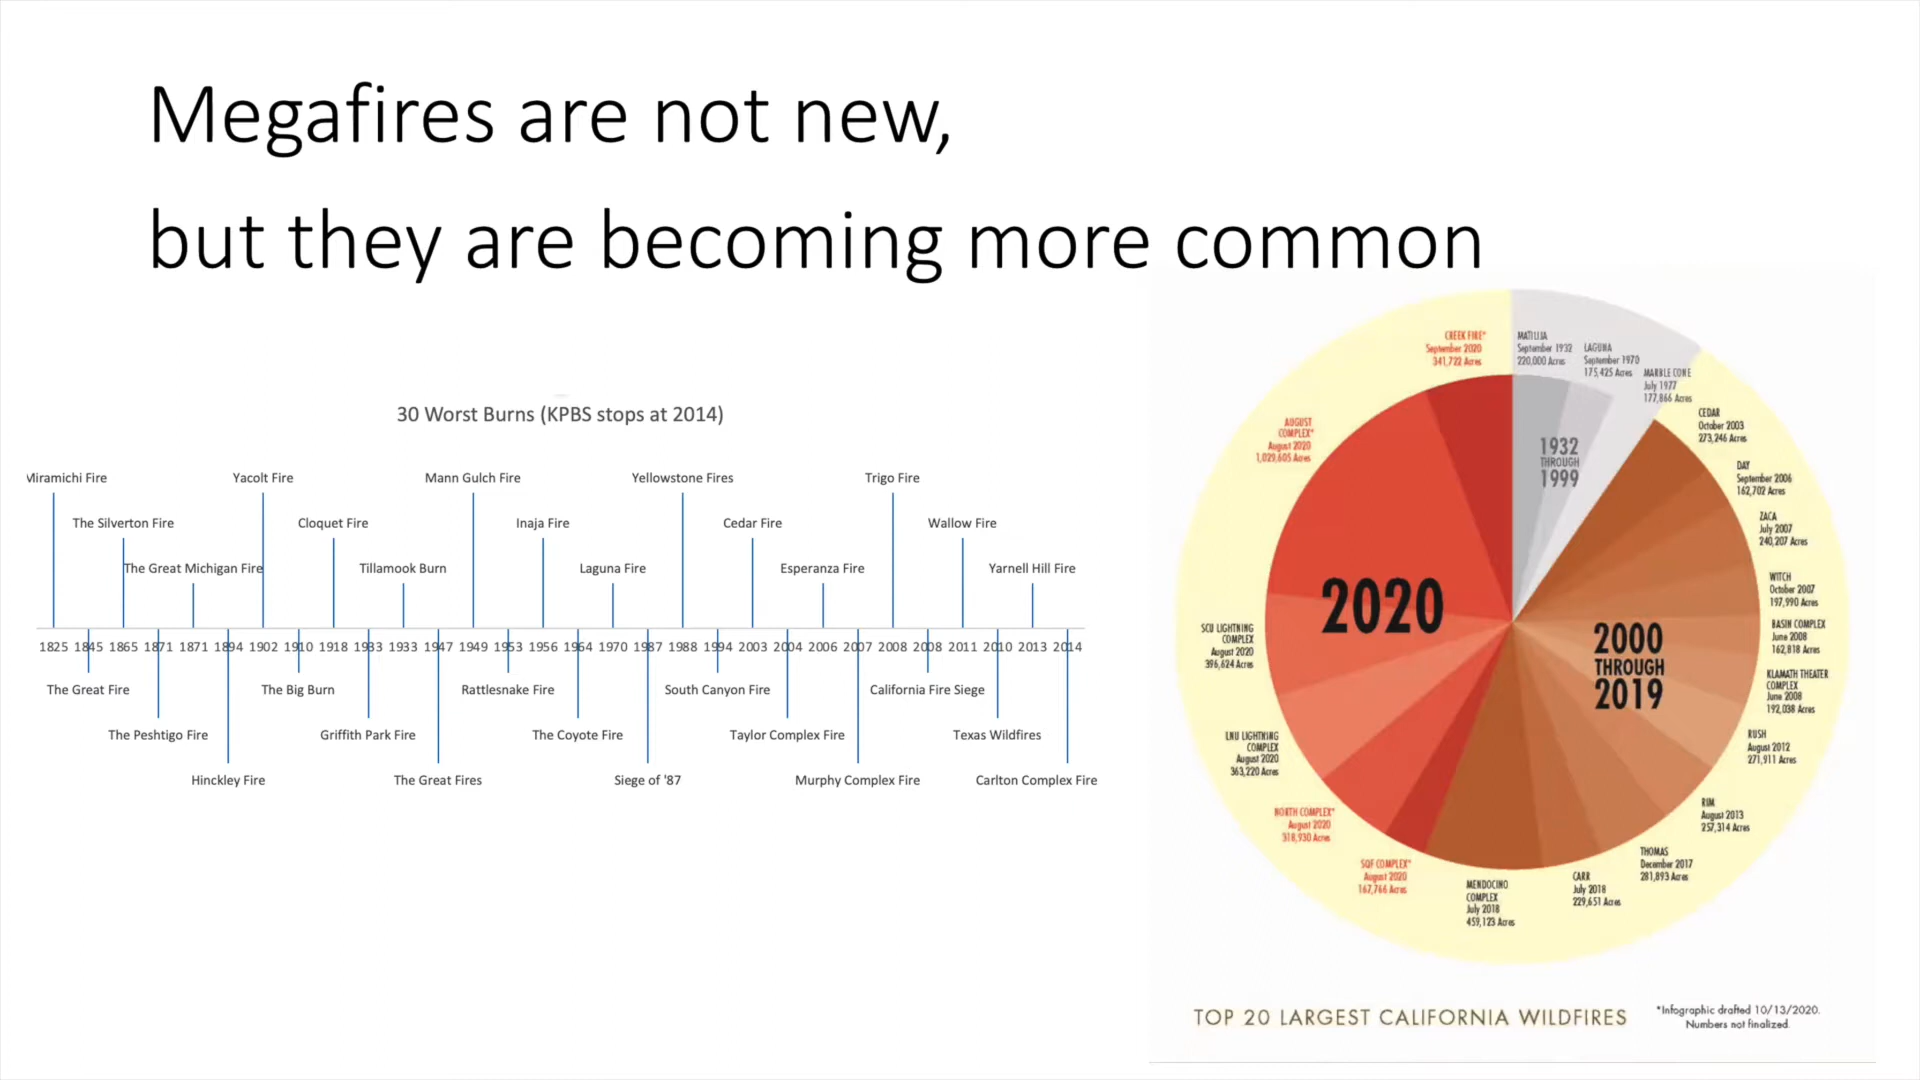 Megafires are not new,
but they are becoming more common
30 Worst Burns (KPBS stops at 2014)
Miramichi Fire
Yacolt Fire
Mann Gulch Fire
Yellowstone Fires
Trigo Fire
The Silverton Fire
Cloquet Fire
Inaja Fire
Cedar Fire
Wallow Fire
The Great Michigan Fire
Tillamook Burn
Laguna Fire
Esperanza Fire
Yarnell Hill Fire
1825 1845 1865 1871 1871 1894 1902 1910 1918 1933 1933 1947 1949 1953 1956 1964 1970 1987 1988 1994 2003 2004 2006 2007 2008 2008 2011 2010 2013 2014
The Great Fire
The Big Burn
Rattlesnake Fire
South Canyon Fire
California Fire Siege
The Peshtigo Fire
Griffith Park Fire
The Coyote Fire
Taylor Complex Fire
Texas Wildfires
Hinckley Fire
The Great Fires
Siege of '87
Murphy Complex Fire
Carlton Complex Fire
MATILIJA
September 1932
220,000 Acres
LAGUNA
September 1970
175,425 Acres
MARBLE CONE
July 1977
177,866 Acres
CEDAR
October 2003
273,246 Acres
DAY
September 2006
162,702 Acres
ZACA
July 2007
240,207 Acres
WITCH
October 2007
197,990 Acres
BASIN COMPLEX
June 2008
162,818 Acres
KLAMATH THEATER
COMPLEX
June 2008
192,038 Acres
RUSH
August 2012
271,911 Acres
RIM
August 2013
257,314 Acres
THOMAS
December 2017
281,893 Acres
CARR
July 2018
229,651 Acres
MENDOCINO
COMPLEX
July 2018
459,123 Acres
SQF COMPLEX*
August 2020
167,766 Acres
NORTH COMPLEX*
August 2020
318,930 Acres
LNU LIGHTNING
COMPLEX
August 2020
363,220 Acres
SCU LIGHTNING
COMPLEX
August 2020
396,624 Acres
AUGUST
COMPLEX*
August 2020
1,029,605 Acres
CREEK FIRE*
September 2020
341,722 Acres
1932
THROUGH
1999
2000
THROUGH
2019
2020
TOP 20 LARGEST CALIFORNIA WILDFIRES
*Infographic drafted 10/13/2020.
Numbers not finalized.